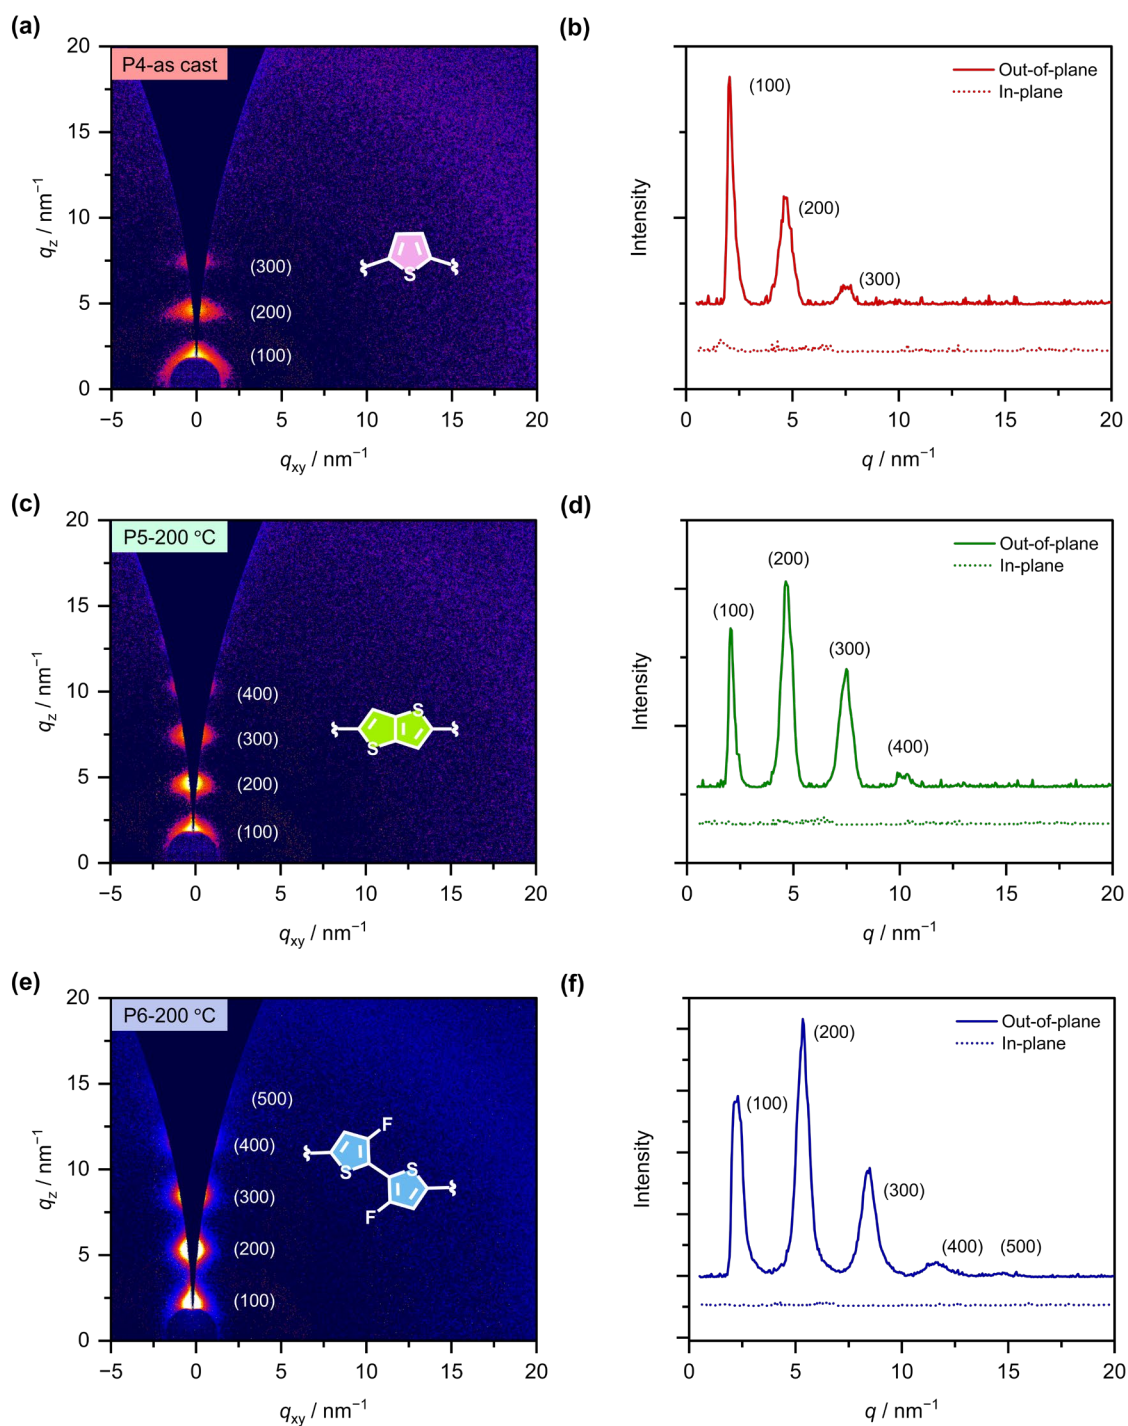 (a)
P4-as cast
20
15
10
5
0
q_z / nm⁻¹
(300)
(200)
(100)
S
−5 0 5 10 15 20
q_xy / nm⁻¹
(b)
Out-of-plane
In-plane
(100)
(200)
(300)
Intensity
0 5 10 15 20
q / nm⁻¹
(c)
P5-200 °C
20
15
10
5
0
q_z / nm⁻¹
(400)
(300)
(200)
(100)
S
S
−5 0 5 10 15 20
q_xy / nm⁻¹
(d)
Out-of-plane
In-plane
(200)
(100)
(300)
(400)
Intensity
0 5 10 15 20
q / nm⁻¹
(e)
P6-200 °C
20
15
10
5
0
q_z / nm⁻¹
(500)
(400)
(300)
(200)
(100)
F
S
S
F
−5 0 5 10 15 20
q_xy / nm⁻¹
(f)
Out-of-plane
In-plane
(200)
(100)
(300)
(400) (500)
Intensity
0 5 10 15 20
q / nm⁻¹